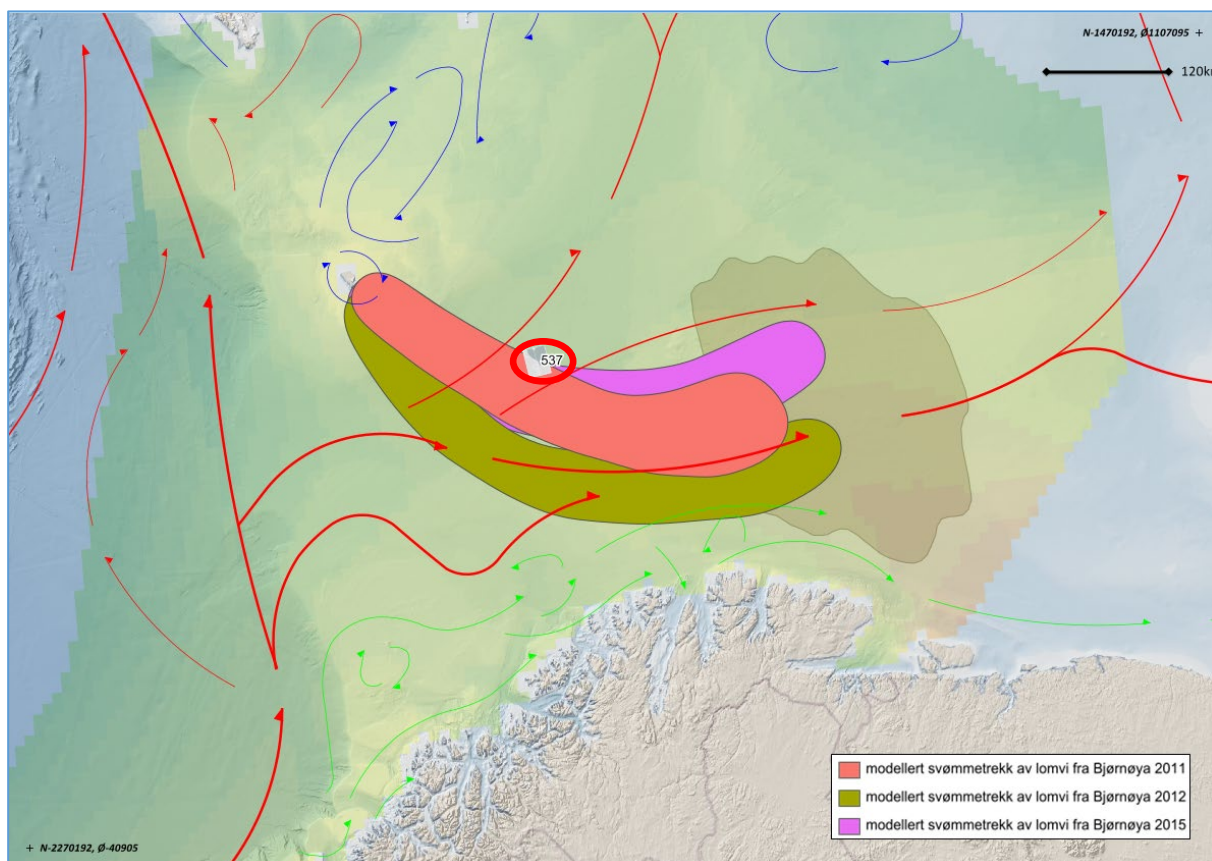 N-1470192, Ø1107095 +
120km
537
modellert svømmetrekk av lomvi fra Bjørnøya 2011
modellert svømmetrekk av lomvi fra Bjørnøya 2012
modellert svømmetrekk av lomvi fra Bjørnøya 2015
+ N-2270192, Ø-40905